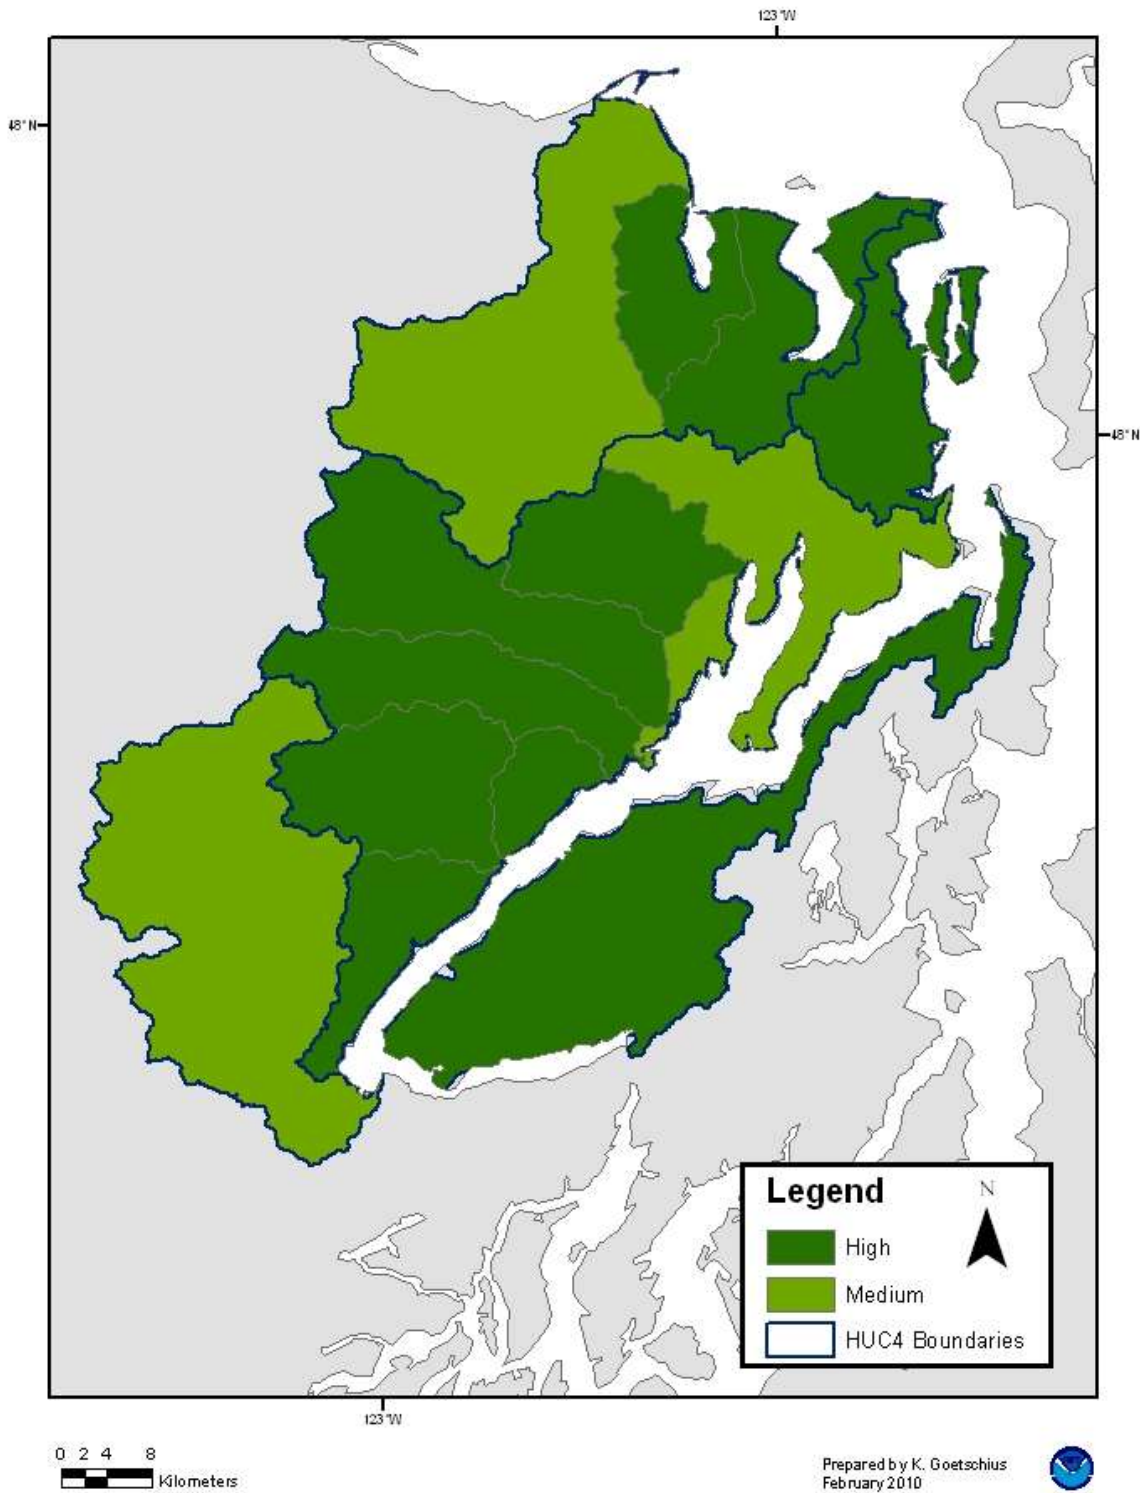 123°W
48°N
48°N
Legend
N
High
Medium
HUC4 Boundaries
123°W
0 2 4 8
Kilometers
Prepared by K. Goetschius
February 2010